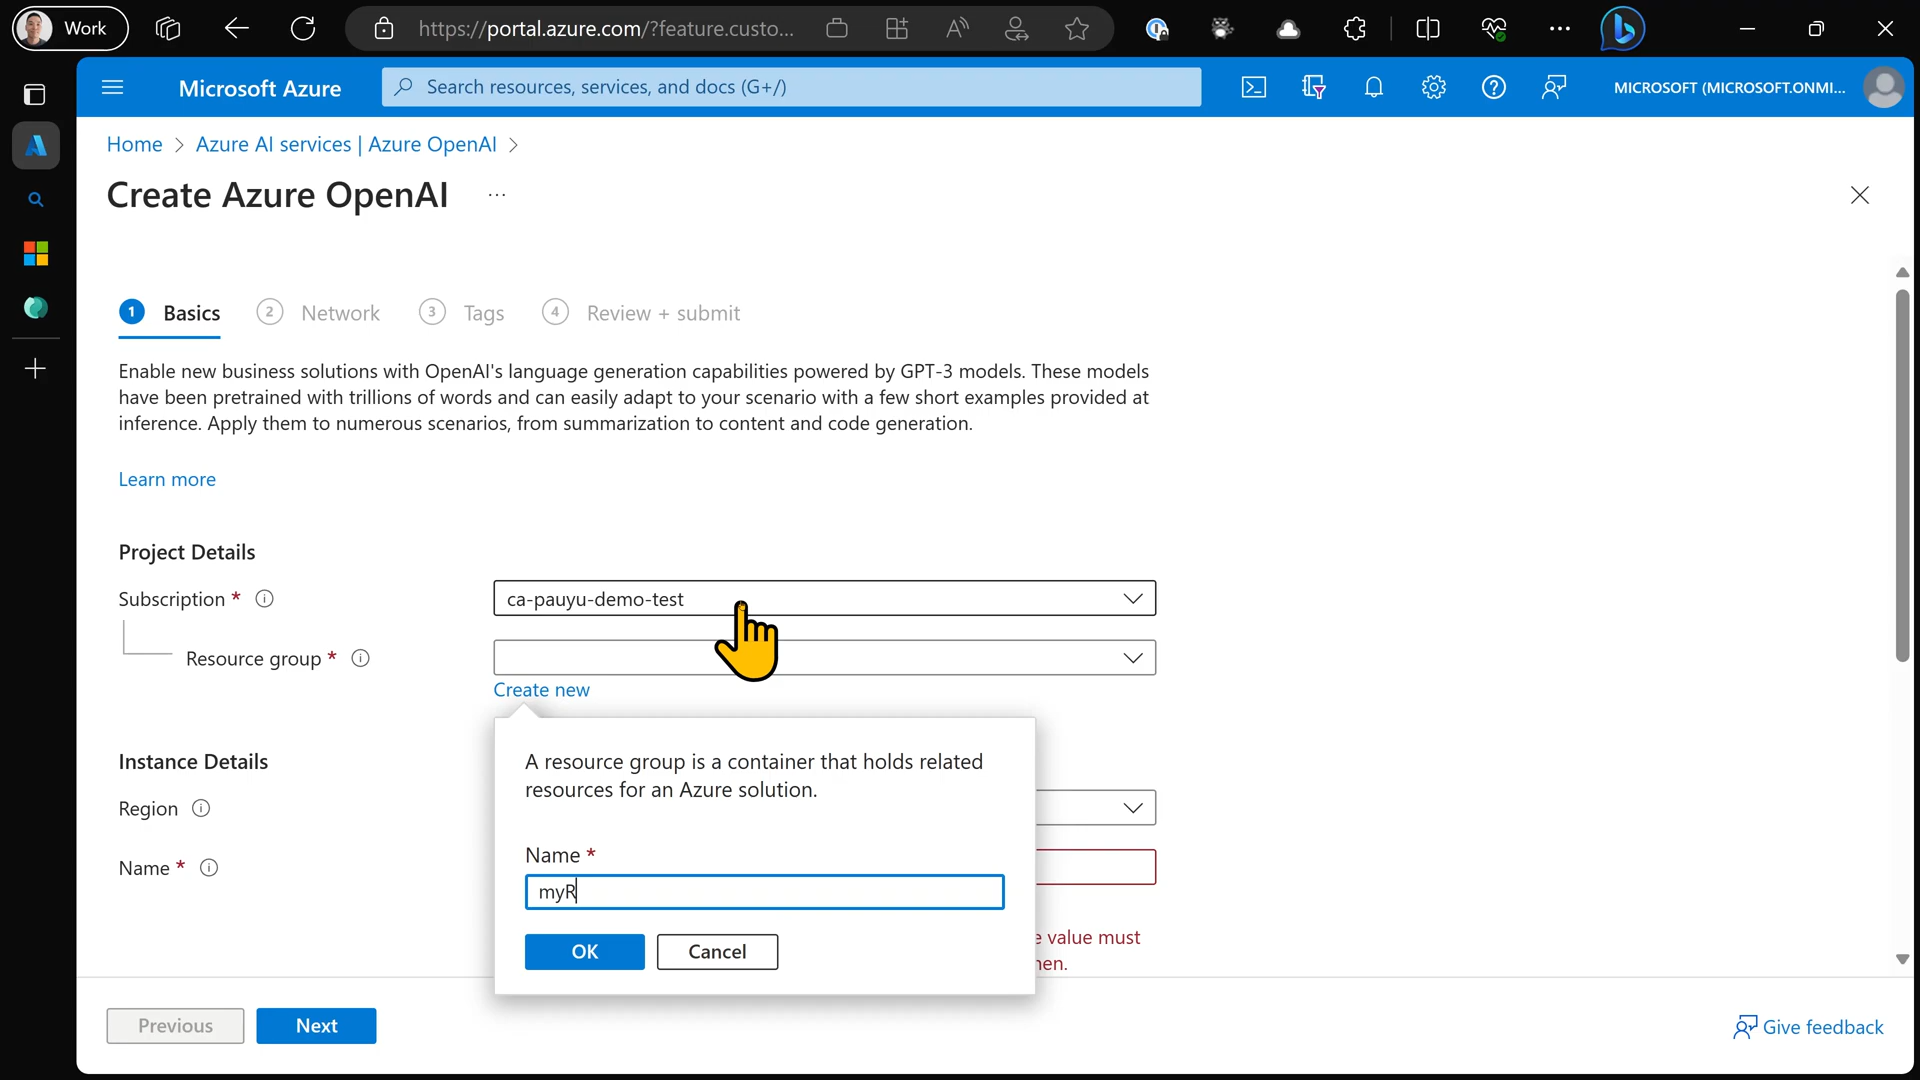 Work
https://portal.azure.com/?feature.custo...
Microsoft Azure
Search resources, services, and docs (G+/)
MICROSOFT (MICROSOFT.ONMI...
Home > Azure AI services | Azure OpenAI >
Create Azure OpenAI ...
1 Basics
2 Network
3 Tags
4 Review + submit
Enable new business solutions with OpenAI's language generation capabilities powered by GPT-3 models. These models
have been pretrained with trillions of words and can easily adapt to your scenario with a few short examples provided at
inference. Apply them to numerous scenarios, from summarization to content and code generation.
Learn more
Project Details
Subscription *
ca-pauyu-demo-test
Resource group *
Create new
A resource group is a container that holds related
resources for an Azure solution.
Name *
myR
OK
Cancel
Instance Details
Region
Name *
e value must
hen.
Previous
Next
Give feedback